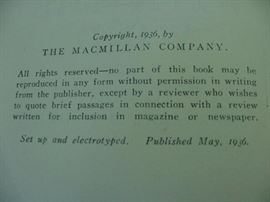 Copyright, 1936, by
THE MACMILLAN COMPANY.
All rights reserved—no part of this book may be
reproduced in any form without permission in writing
from the publisher, except by a reviewer who wishes
to quote brief passages in connection with a review
written for inclusion in magazine or newspaper.
Set up and electrotyped. Published May, 1936.